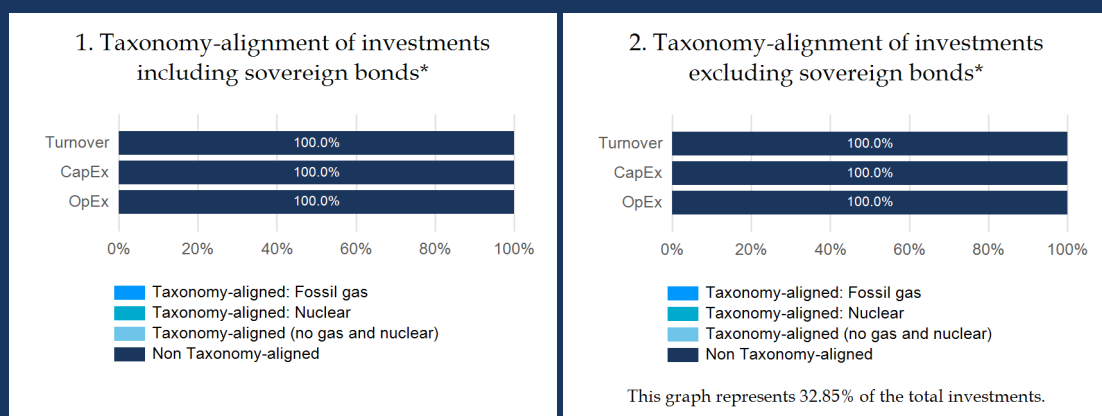 1. Taxonomy-alignment of investments
including sovereign bonds*
Turnover 100.0%
CapEx 100.0%
OpEx 100.0%
0% 20% 40% 60% 80% 100%
Taxonomy-aligned: Fossil gas
Taxonomy-aligned: Nuclear
Taxonomy-aligned (no gas and nuclear)
Non Taxonomy-aligned
2. Taxonomy-alignment of investments
excluding sovereign bonds*
Turnover 100.0%
CapEx 100.0%
OpEx 100.0%
0% 20% 40% 60% 80% 100%
Taxonomy-aligned: Fossil gas
Taxonomy-aligned: Nuclear
Taxonomy-aligned (no gas and nuclear)
Non Taxonomy-aligned
This graph represents 32.85% of the total investments.